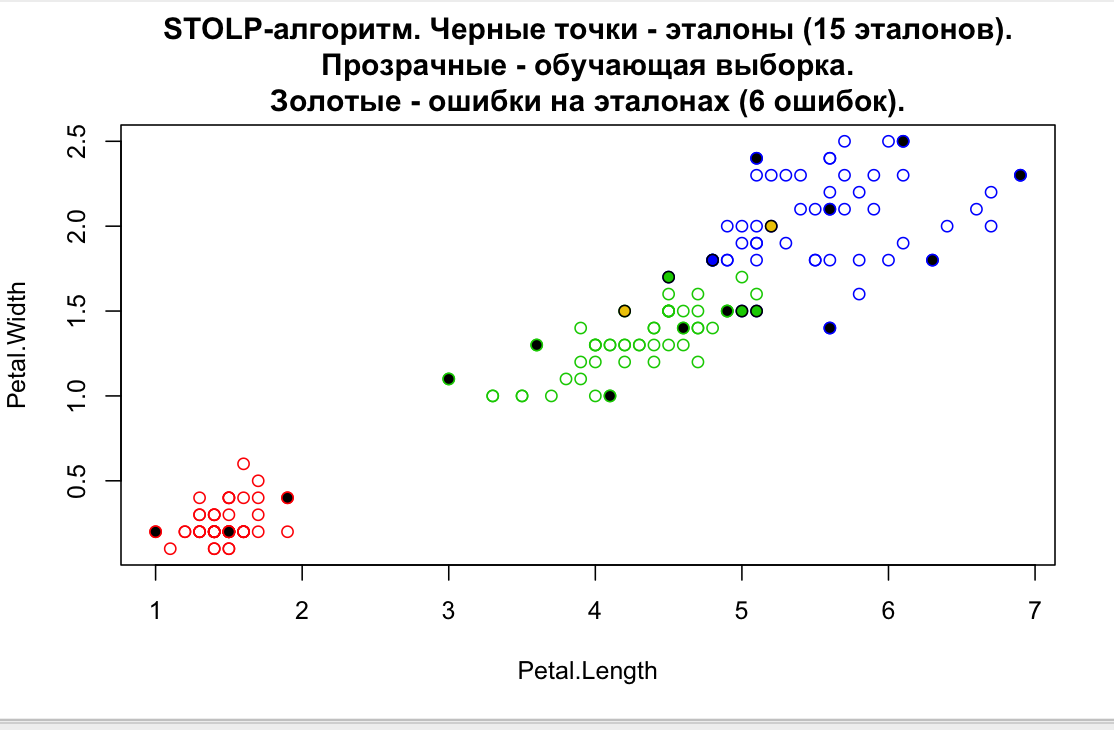 STOLP-алгоритм. Черные точки - эталоны (15 эталонов).
Прозрачные - обучающая выборка.
Золотые - ошибки на эталонах (6 ошибок).
Petal.Width
2.5
2.0
1.5
1.0
0.5
1 2 3 4 5 6 7
Petal.Length